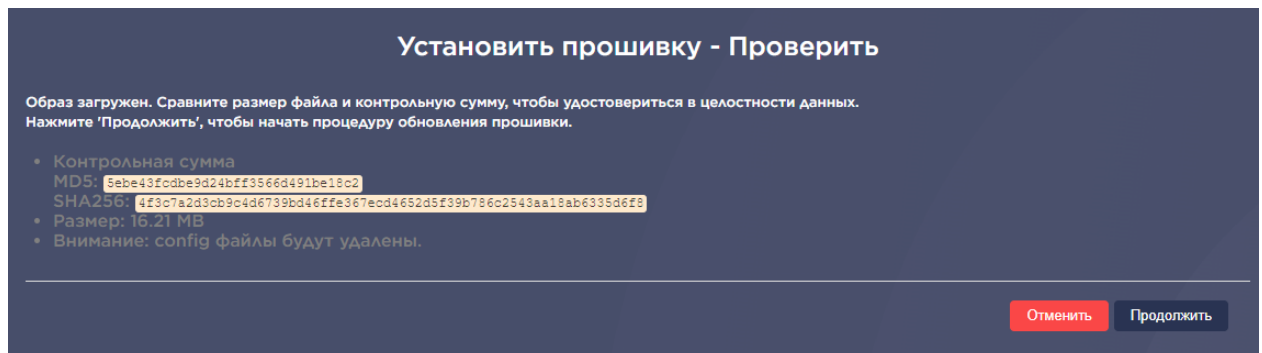 Установить прошивку - Проверить
Образ загружен. Сравните размер файла и контрольную сумму, чтобы удостовериться в целостности данных.
Нажмите 'Продолжить', чтобы начать процедуру обновления прошивки.
• Контрольная сумма
MD5: 5ebe43fcdbe9d24bff3566d491be18c2
SHA256: 4f3c7a2d3cb9c4d6739bd46ffe367ecd4652d5f39b786c2543aa18ab6335d6f8
• Размер: 16.21 MB
• Внимание: config файлы будут удалены.
Отменить Продолжить